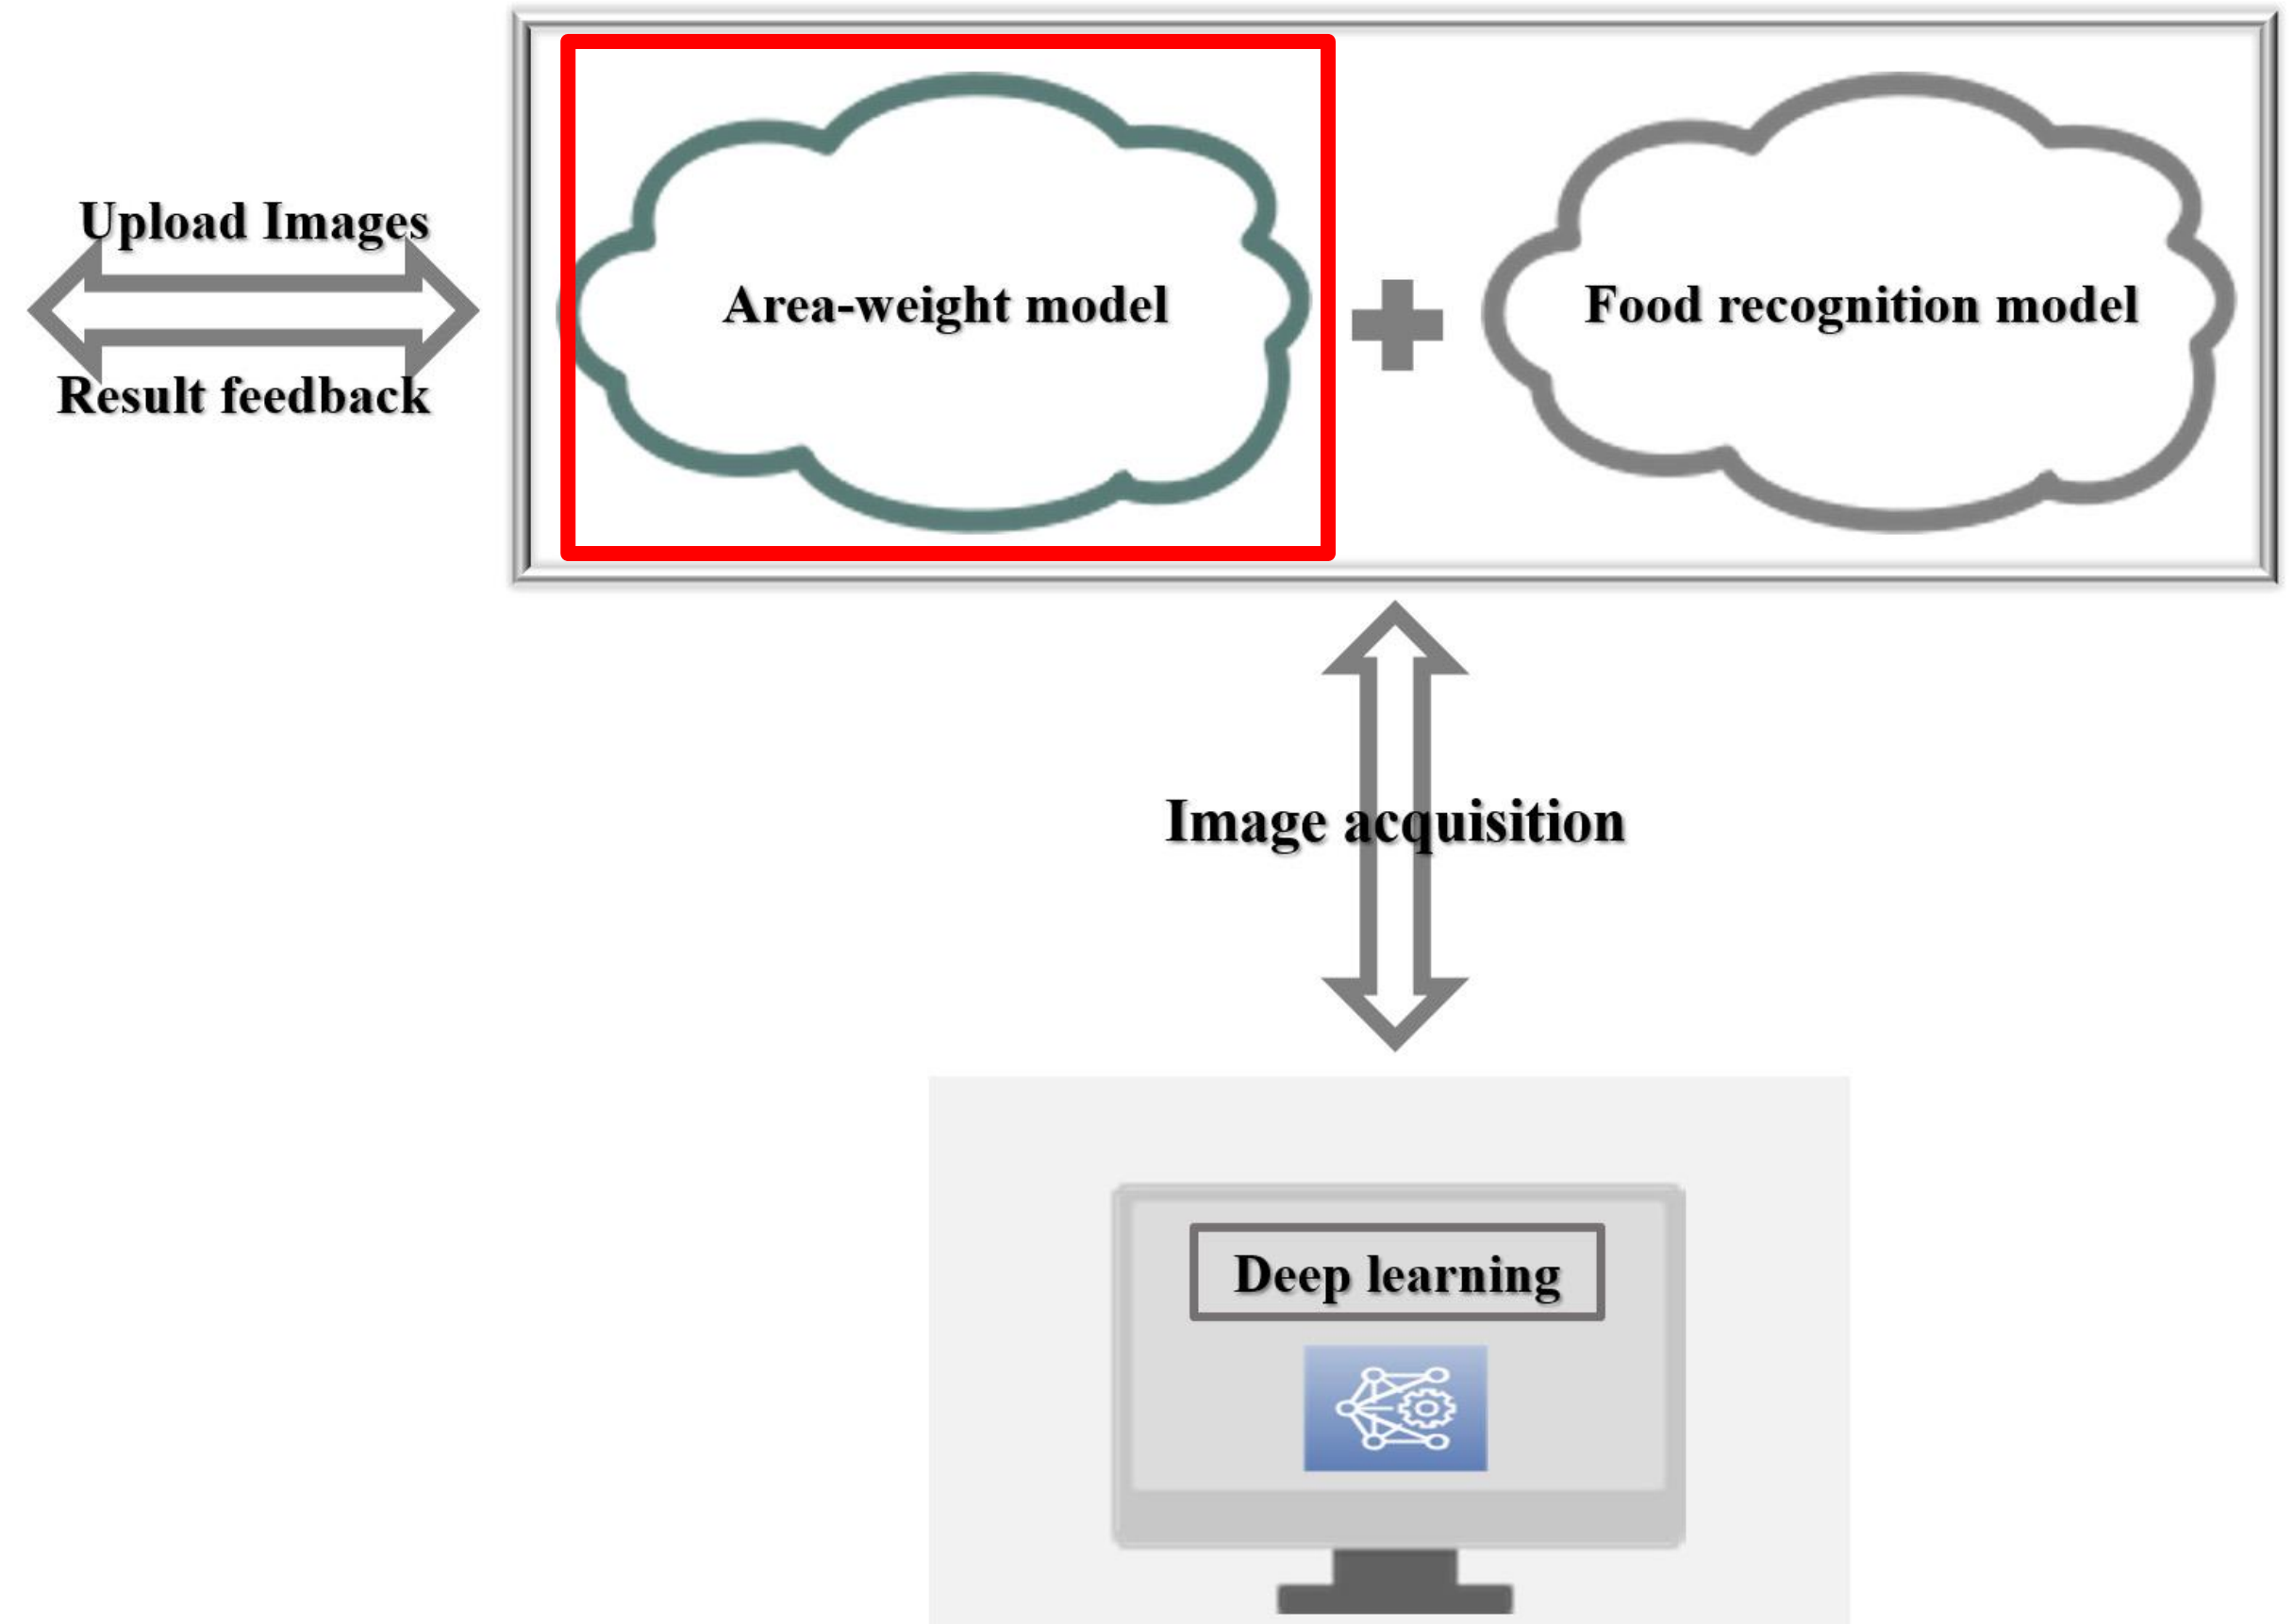 Upload Images
Result feedback
Area-weight model
Food recognition model
Image acquisition
Deep learning